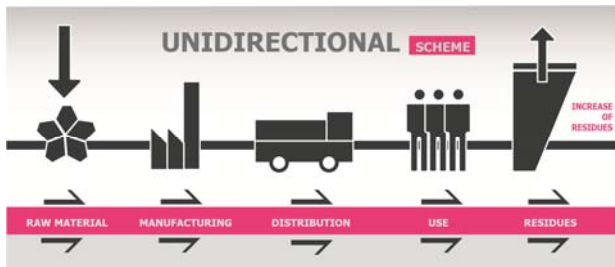 UNIDIRECTIONAL SCHEME
INCREASE
OF
RESIDUES
RAW MATERIAL MANUFACTURING DISTRIBUTION USE RESIDUES